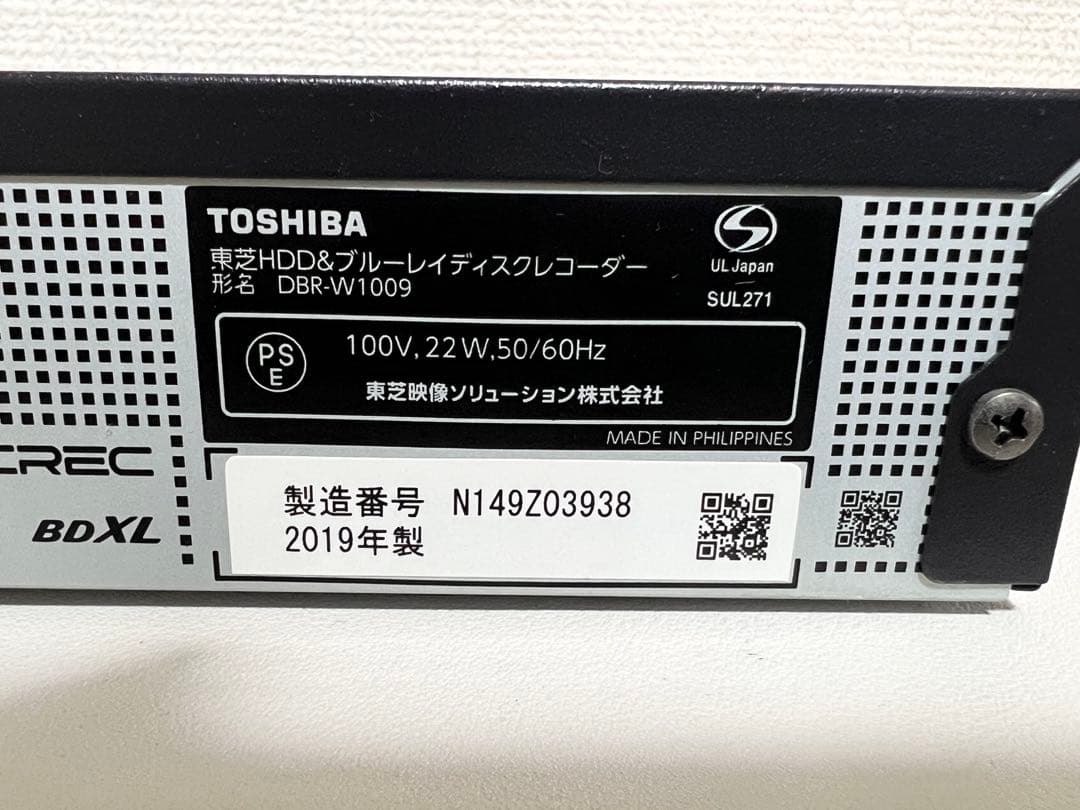 TOSHIBA
東芝HDD&ブルーレイディスクレコーダー
形名 DBR-W1009
UL Japan
SUL271
PS
E
100V, 22W, 50/60Hz
東芝映像ソリューション株式会社
MADE IN PHILIPPINES
CREC
BDXL
製造番号 N149Z03938
2019年製